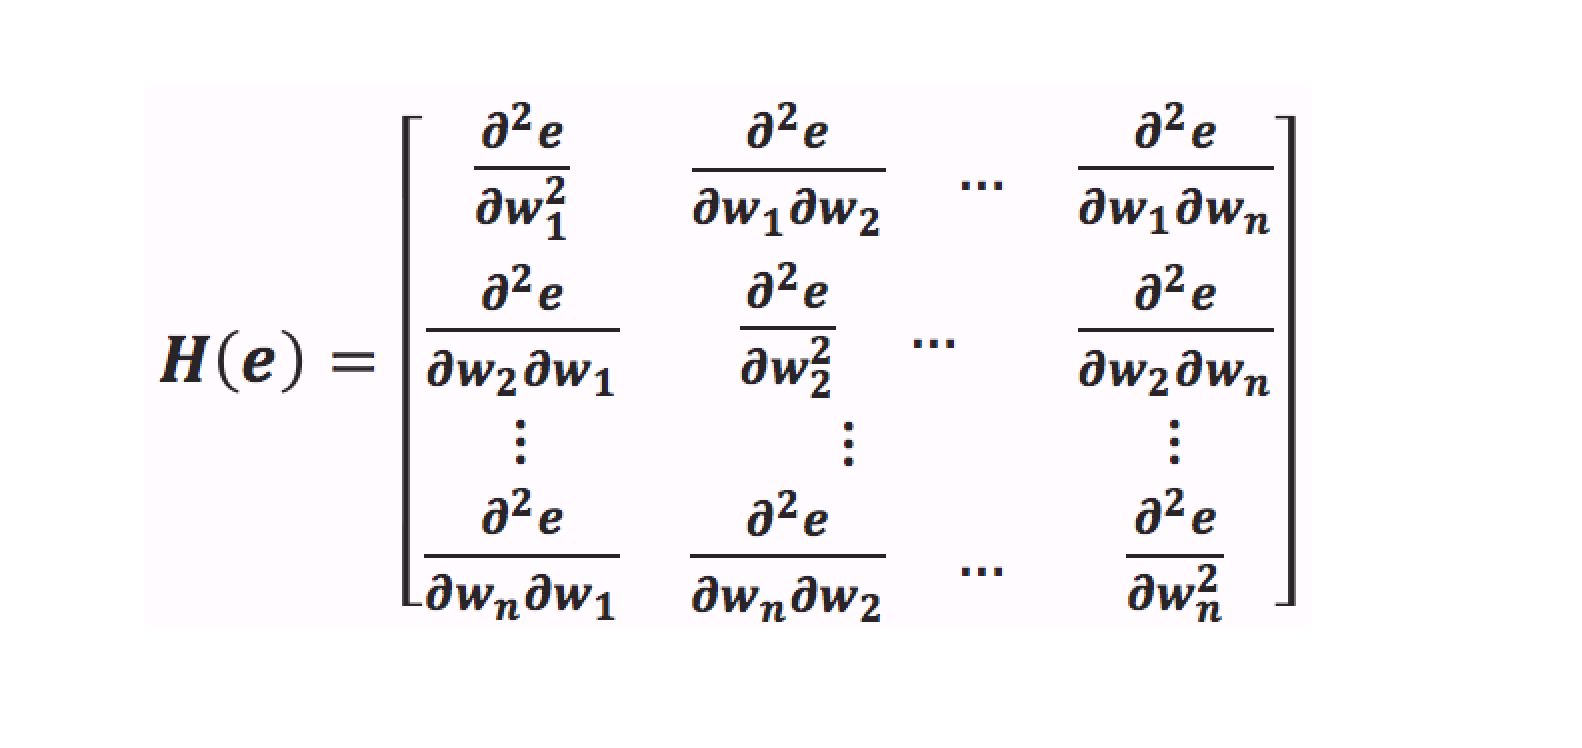 H(e) = [ ∂²e/∂w₁² ∂²e/∂w₁∂w₂ ... ∂²e/∂w₁∂wₙ
∂²e/∂w₂∂w₁ ∂²e/∂w₂² ... ∂²e/∂w₂∂wₙ
⋮ ⋮ ⋮
∂²e/∂wₙ∂w₁ ∂²e/∂wₙ∂w₂ ... ∂²e/∂wₙ² ]